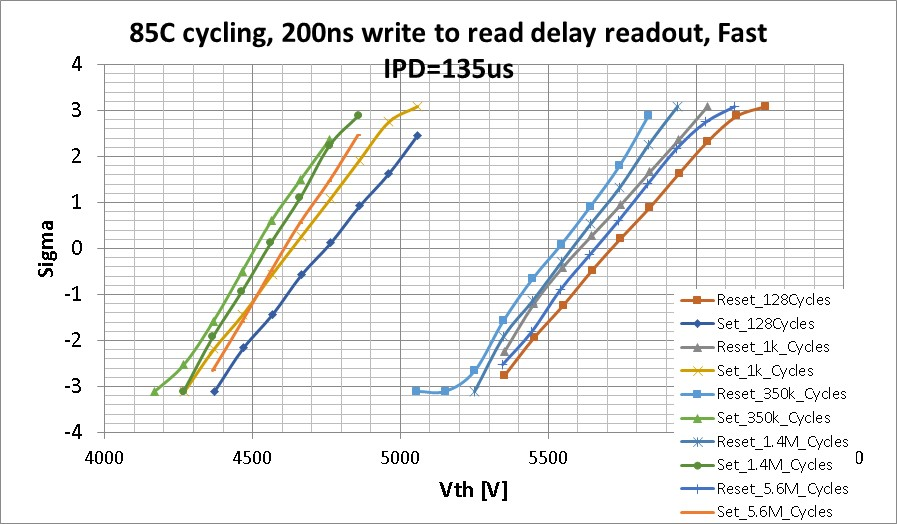 85C cycling, 200ns write to read delay readout, Fast
IPD=135us
4
3
2
1
0
-1
-2
-3
-4
Sigma
4000 4500 5000 5500 0
Vth [V]
Reset_128Cycles
Set_128Cycles
Reset_1k_Cycles
Set_1k_Cycles
Reset_350k_Cycles
Set_350k_Cycles
Reset_1.4M_Cycles
Set_1.4M_Cycles
Reset_5.6M_Cycles
Set_5.6M_Cycles